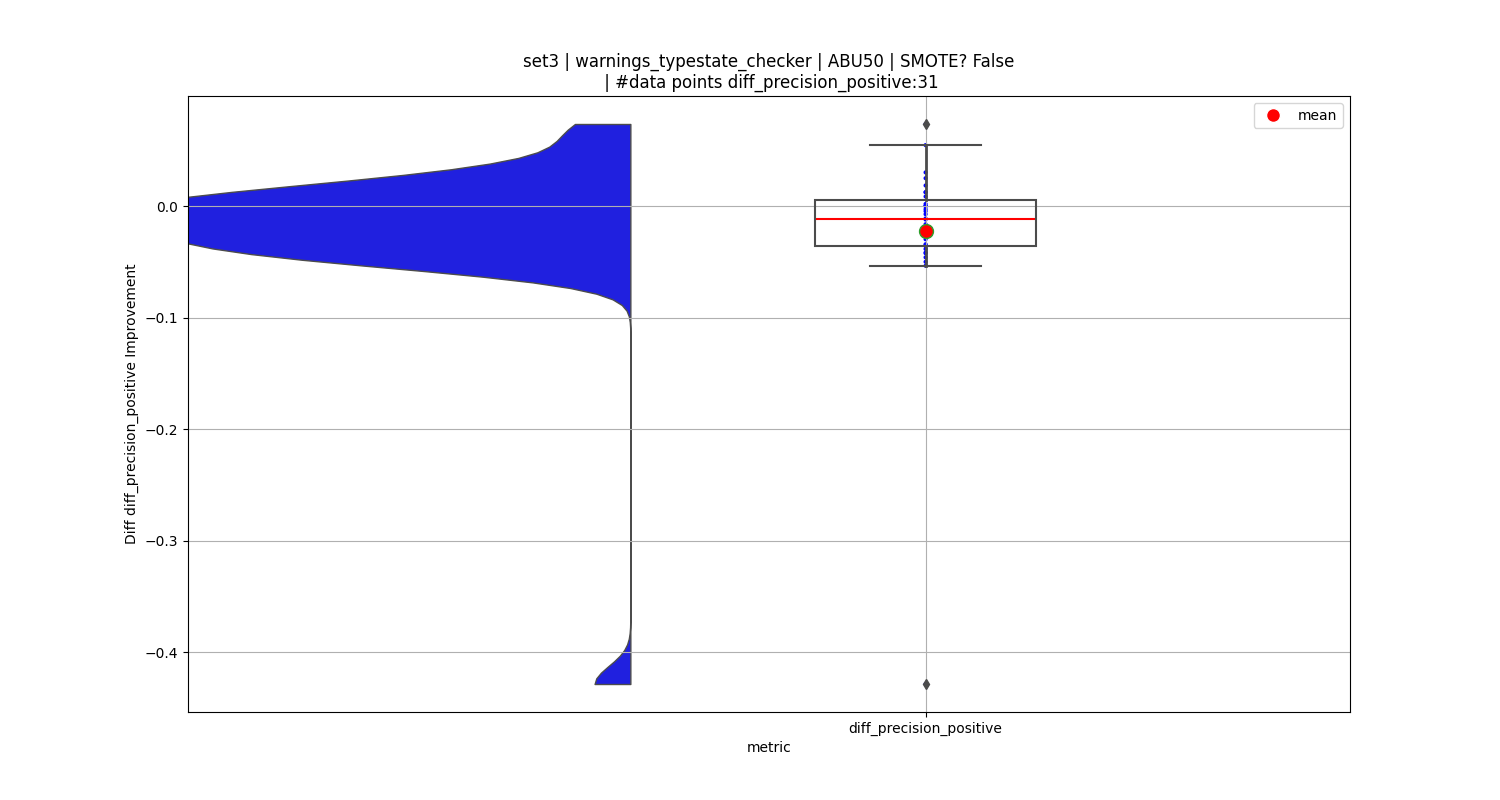 set3 | warnings_typestate_checker | ABU50 | SMOTE? False
| #data points diff_precision_positive:31
mean
Diff diff_precision_positive Improvement
0.0
−0.1
−0.2
−0.3
−0.4
diff_precision_positive
metric